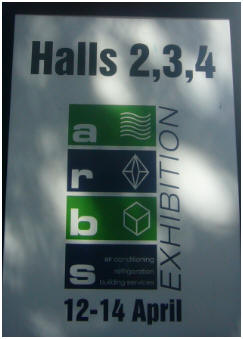 Halls 2,3,4
a
r
b
s
air conditioning
refrigeration
building services
EXHIBITION
12-14 April